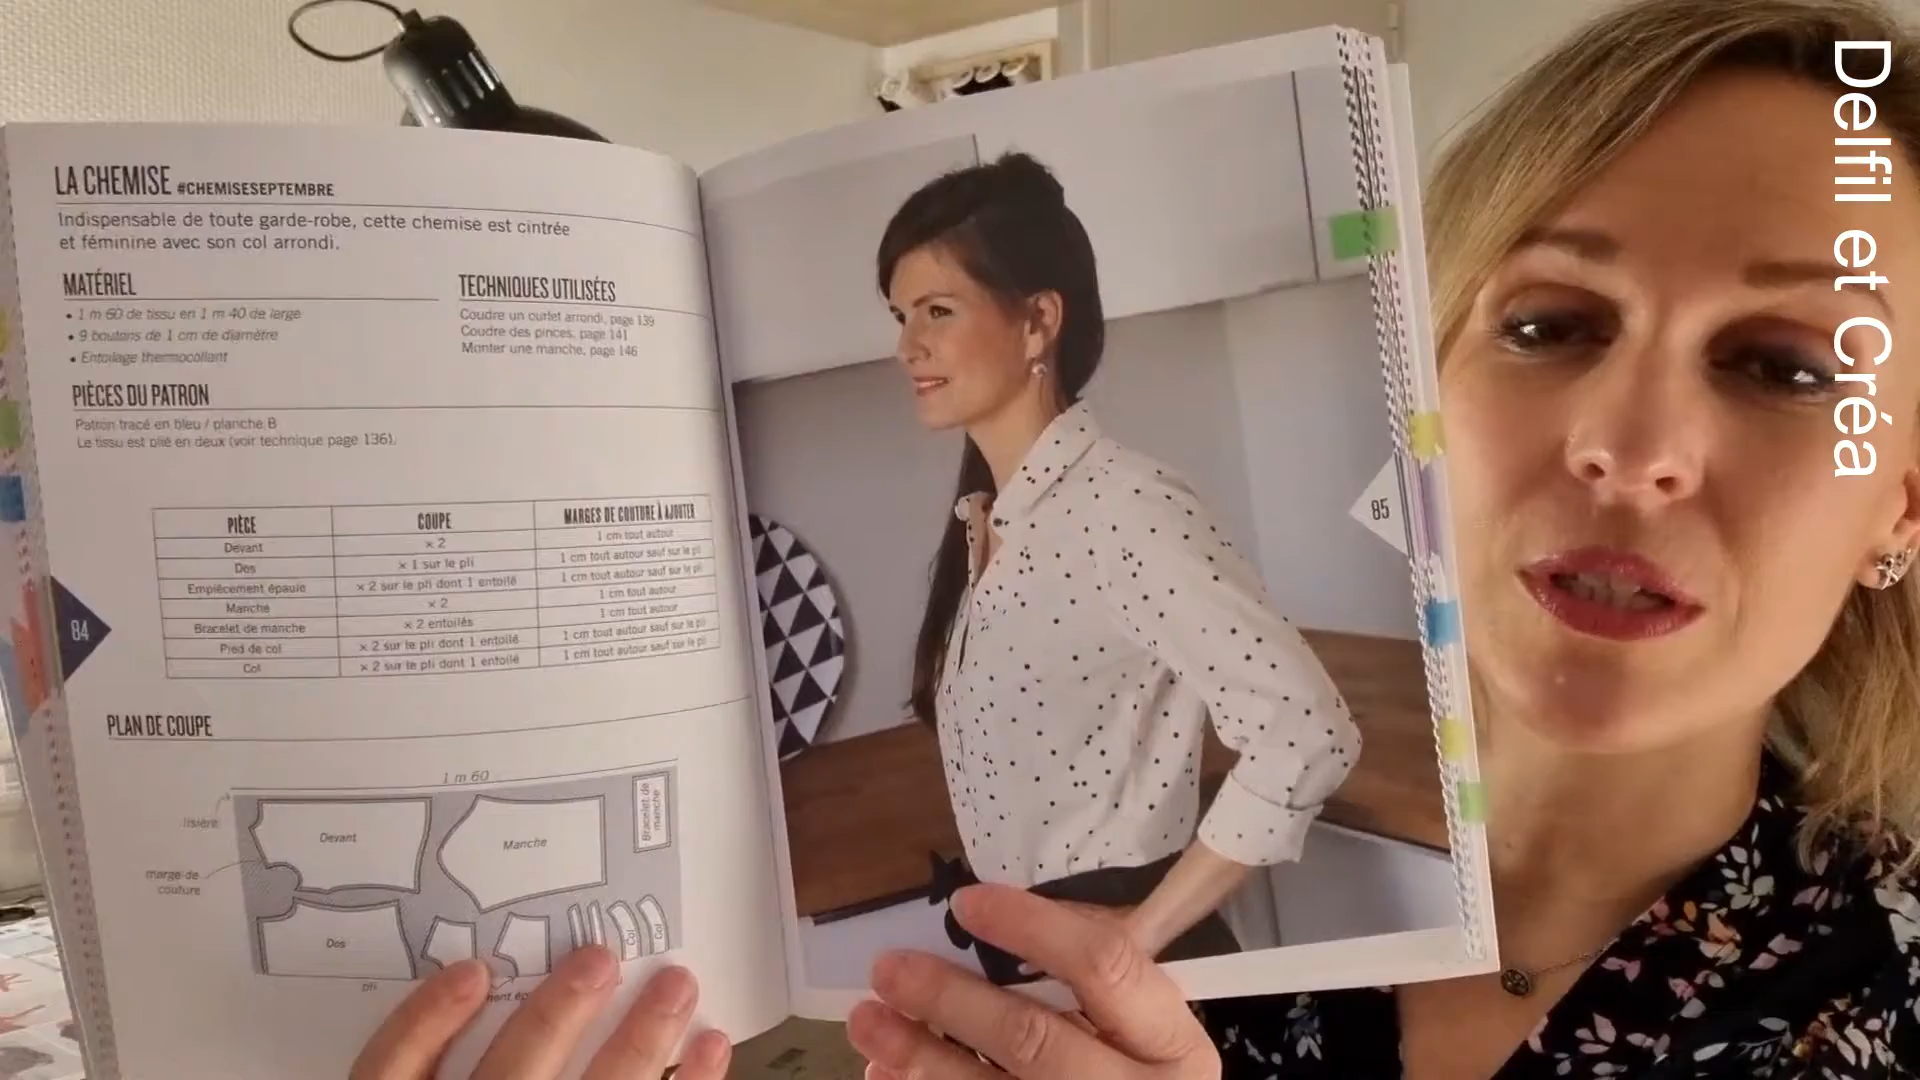 LA CHEMISE #CHEMISESEPTEMBRE
Indispensable de toute garde-robe, cette chemise est cintrée
et féminine avec son col arrondi.
MATÉRIEL
• 1 m 60 de tissu en 1 m 40 de large
• 9 boutons de 1 cm de diamètre
• Entoilage thermocollant
TECHNIQUES UTILISÉES
Coudre un ourlet arrondi, page 139
Coudre des pinces, page 141
Monter une manche, page 146
PIÈCES DU PATRON
Patron tracé en bleu / planche B
Le tissu est plié en deux (voir technique page 136).
PIÈCE COUPE MARGES DE COUTURE À AJOUTER
Devant × 2 1 cm tout autour
Dos × 1 sur le pli 1 cm tout autour sauf sur le pli
Empiècement épaule × 2 sur le pli dont 1 entoilé 1 cm tout autour sauf sur le pli
Manche × 2 1 cm tout autour
Bracelet de manche × 2 entoilés 1 cm tout autour
Pied de col × 2 sur le pli dont 1 entoilé 1 cm tout autour sauf sur le pli
Col × 2 sur le pli dont 1 entoilé 1 cm tout autour sauf sur le pli
84
PLAN DE COUPE
1 m 60
lisière
Devant
Manche
Bracelet de
manche
marge de
couture
Dos
Col
Col
pli
85
Delfil et Créa